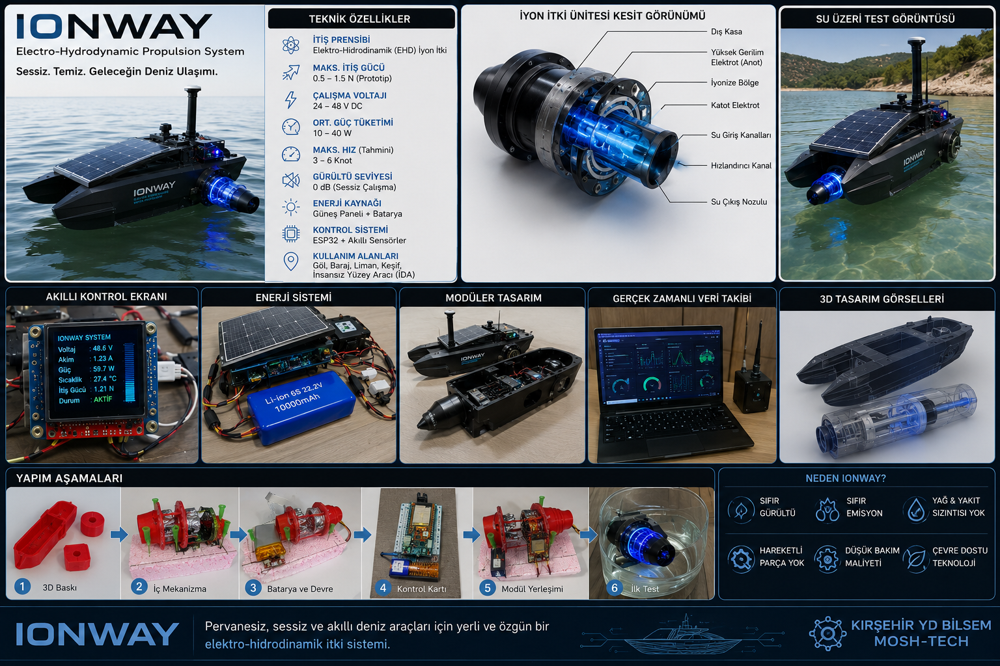 IONWAY
Electro-Hydrodynamic Propulsion System
Sessiz. Temiz. Geleceğin Deniz Ulaşımı.
IONWAY
TEKNİK ÖZELLİKLER
İTİŞ PRENSİBİ
Elektro-Hidrodinamik (EHD) İyon İtki
MAKS. İTİŞ GÜCÜ
0.5 – 1.5 N (Prototip)
ÇALIŞMA VOLTAJI
24 – 48 V DC
ORT. GÜÇ TÜKETİMİ
10 – 40 W
MAKS. HIZ (Tahmini)
3 – 6 Knot
GÜRÜLTÜ SEVİYESİ
0 dB (Sessiz Çalışma)
ENERJİ KAYNAĞI
Güneş Paneli + Batarya
KONTROL SİSTEMİ
ESP32 + Akıllı Sensörler
KULLANIM ALANLARI
Göl, Baraj, Liman, Keşif,
İnsansız Yüzey Aracı (İDA)
İYON İTKİ ÜNİTESİ KESİT GÖRÜNÜMÜ
Dış Kasa
Yüksek Gerilim
Elektrot (Anot)
İyonize Bölge
Katot Elektrot
Su Giriş Kanalları
Hızlandırıcı Kanal
Su Çıkış Nozulu
SU ÜZERİ TEST GÖRÜNTÜSÜ
IONWAY
AKILLI KONTROL EKRANI
IONWAY SYSTEM
Voltaj : 48.6 V
Akim : 1.23 A
Güç : 59.7 W
Sıcaklik : 27.4 °C
İtiş Gücü : 1.21 N
Durum : AKTİF
ENERJİ SİSTEMİ
Li-ion 6S 22.2V
10000mAh
MODÜLER TASARIM
IONWAY
GERÇEK ZAMANLI VERİ TAKİBİ
3D TASARIM GÖRSELLERİ
YAPIM AŞAMALARI
1 3D Baskı
2 İç Mekanizma
3 Batarya ve Devre
4 Kontrol Kartı
5 Modül Yerleşimi
6 İlk Test
NEDEN IONWAY?
SIFIR
GÜRÜLTÜ
SIFIR
EMİSYON
YAĞ & YAKIT
SIZINTISI YOK
HAREKETLİ
PARÇA YOK
DÜŞÜK BAKIM
MALİYETİ
ÇEVRE DOSTU
TEKNOLOJİ
IONWAY
Pervanesiz, sessiz ve akıllı deniz araçları için yerli ve özgün bir
elektro-hidrodinamik itki sistemi.
KIRŞEHİR YD BİLSEM
MOSH-TECH